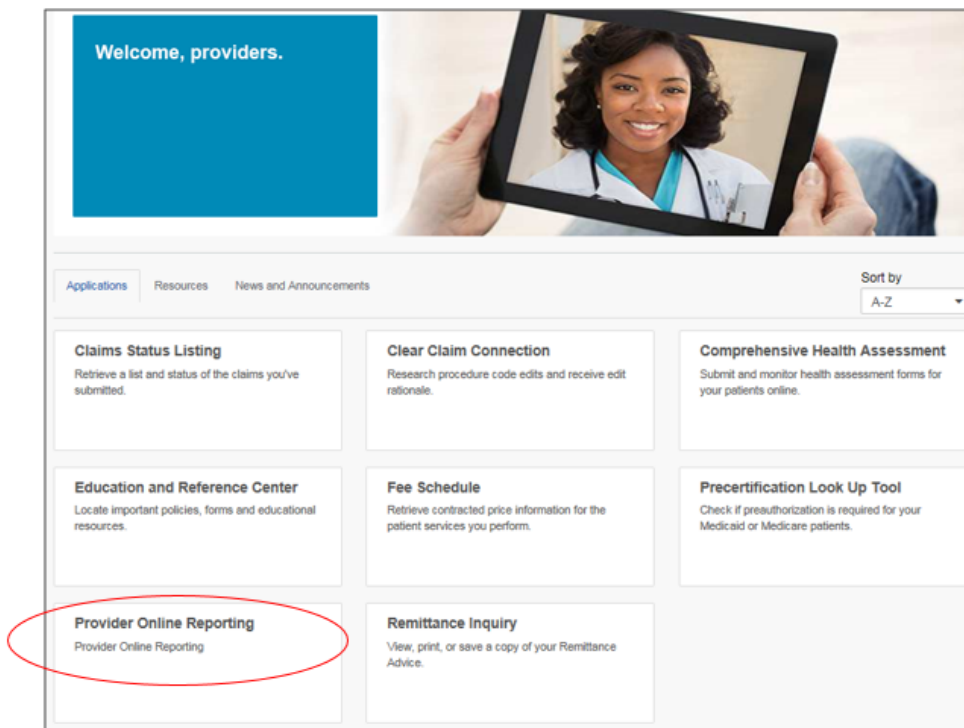 Welcome, providers.
Applications Resources News and Announcements
Sort by
A-Z
Claims Status Listing
Retrieve a list and status of the claims you've
submitted.
Clear Claim Connection
Research procedure code edits and receive edit
rationale.
Comprehensive Health Assessment
Submit and monitor health assessment forms for
your patients online.
Education and Reference Center
Locate important policies, forms and educational
resources.
Fee Schedule
Retrieve contracted price information for the
patient services you perform.
Precertification Look Up Tool
Check if preauthorization is required for your
Medicaid or Medicare patients.
Provider Online Reporting
Provider Online Reporting
Remittance Inquiry
View, print, or save a copy of your Remittance
Advice.